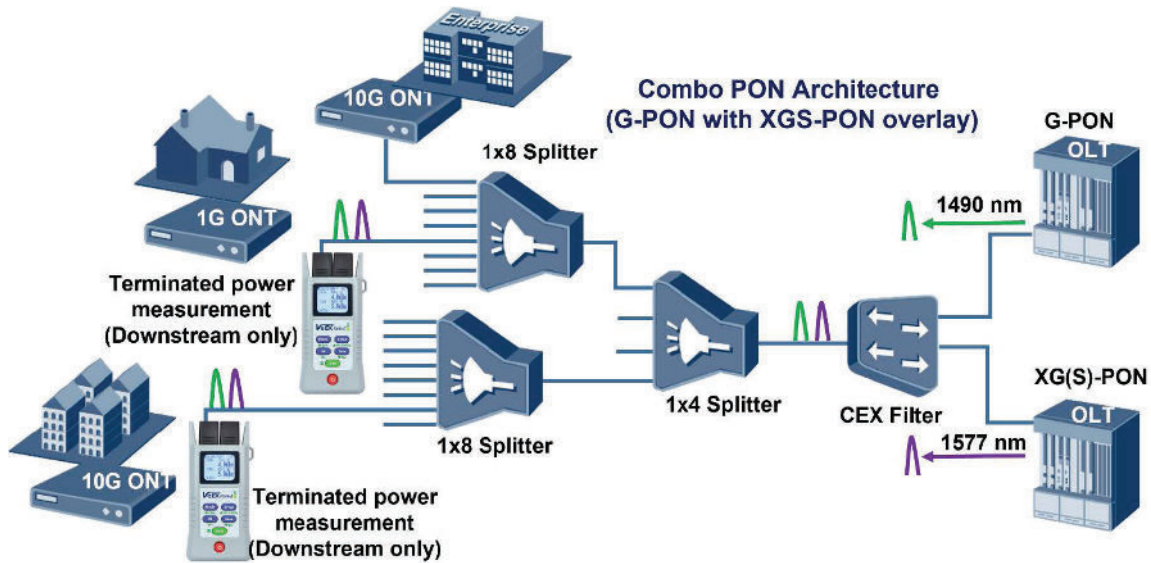 Enterprise
10G ONT
Combo PON Architecture
(G-PON with XGS-PON overlay)
G-PON
OLT
1x8 Splitter
1490 nm
1G ONT
Terminated power
measurement
(Downstream only)
VeEX
XG(S)-PON
OLT
1x4 Splitter
CEX Filter
1577 nm
1x8 Splitter
10G ONT
VeEX
Terminated power
measurement
(Downstream only)